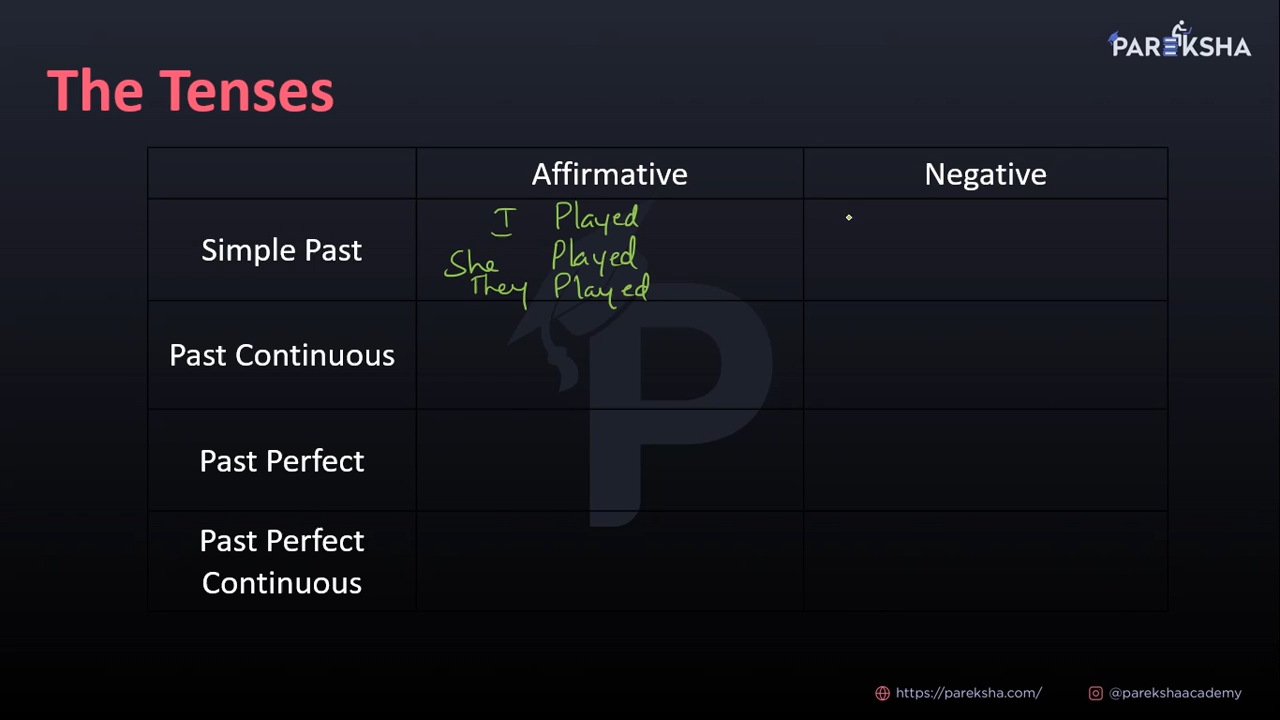 PAREKSHA
The Tenses
Affirmative Negative
Simple Past
I Played
She Played
They Played
Past Continuous
Past Perfect
Past Perfect
Continuous
https://pareksha.com/ @parekshaacademy